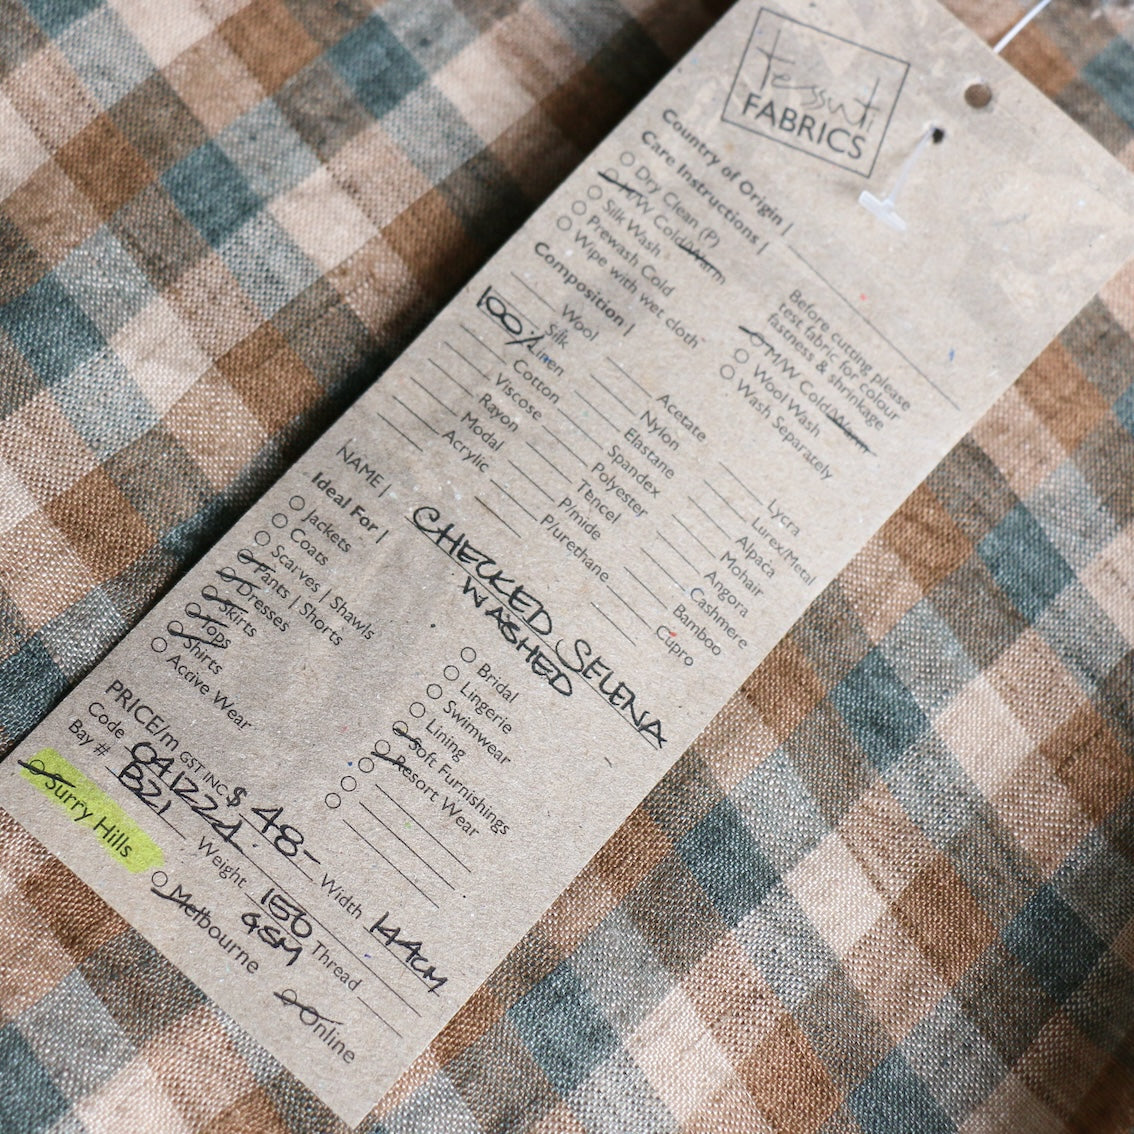 tessuti
FABRICS
Country of Origin |
Care Instructions |
Dry Clean (P)
H/W Cold/Warm
Silk Wash
Prewash Cold
Wipe with wet cloth
Before cutting please
test fabric for colour
fastness & shrinkage
M/W Cold/Warm
Wool Wash
Wash Separately
Composition |
Wool
Silk
100% Linen
Cotton
Viscose
Rayon
Modal
Acrylic
Acetate
Nylon
Elastane
Spandex
Polyester
Tencel
P/mide
P/urethane
Lycra
Lurex/Metal
Alpaca
Mohair
Angora
Cashmere
Bamboo
Cupro
NAME | CHECKED SELENA
WASHED
Ideal For |
Jackets
Coats
Scarves | Shawls
Pants | Shorts
Dresses
Skirts
Tops
Shirts
Active Wear
Bridal
Lingerie
Swimwear
Lining
Soft Furnishings
Resort Wear
PRICE/m GST INC $ 48- Width 144CM
Code 041224. Weight 150 GSM Thread
Bay # B21
Surry Hills
Melbourne
Online